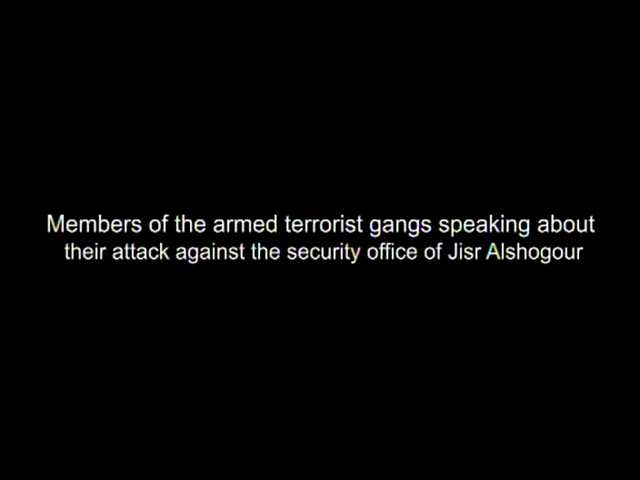 Members of the armed terrorist gangs speaking about
their attack against the security office of Jisr Alshogour